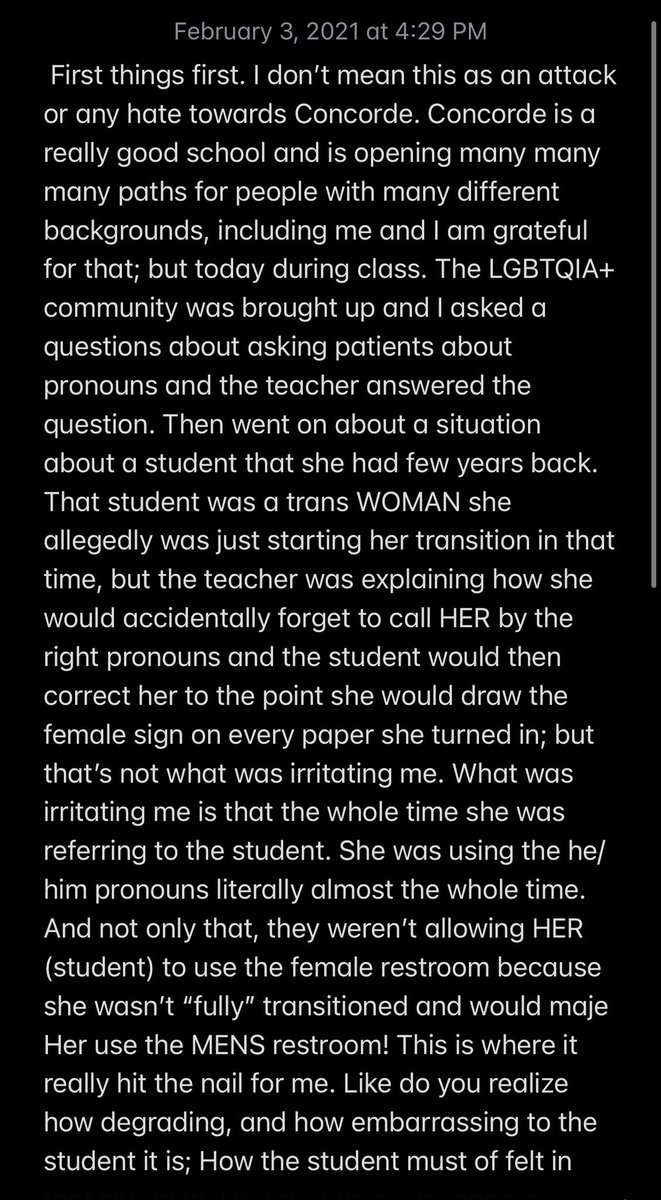 February 3, 2021 at 4:29 PM
First things first. I don’t mean this as an attack
or any hate towards Concorde. Concorde is a
really good school and is opening many many
many paths for people with many different
backgrounds, including me and I am grateful
for that; but today during class. The LGBTQIA+
community was brought up and I asked a
questions about asking patients about
pronouns and the teacher answered the
question. Then went on about a situation
about a student that she had few years back.
That student was a trans WOMAN she
allegedly was just starting her transition in that
time, but the teacher was explaining how she
would accidentally forget to call HER by the
right pronouns and the student would then
correct her to the point she would draw the
female sign on every paper she turned in; but
that’s not what was irritating me. What was
irritating me is that the whole time she was
referring to the student. She was using the he/
him pronouns literally almost the whole time.
And not only that, they weren’t allowing HER
(student) to use the female restroom because
she wasn’t “fully” transitioned and would maje
Her use the MENS restroom! This is where it
really hit the nail for me. Like do you realize
how degrading, and how embarrassing to the
student it is; How the student must of felt in